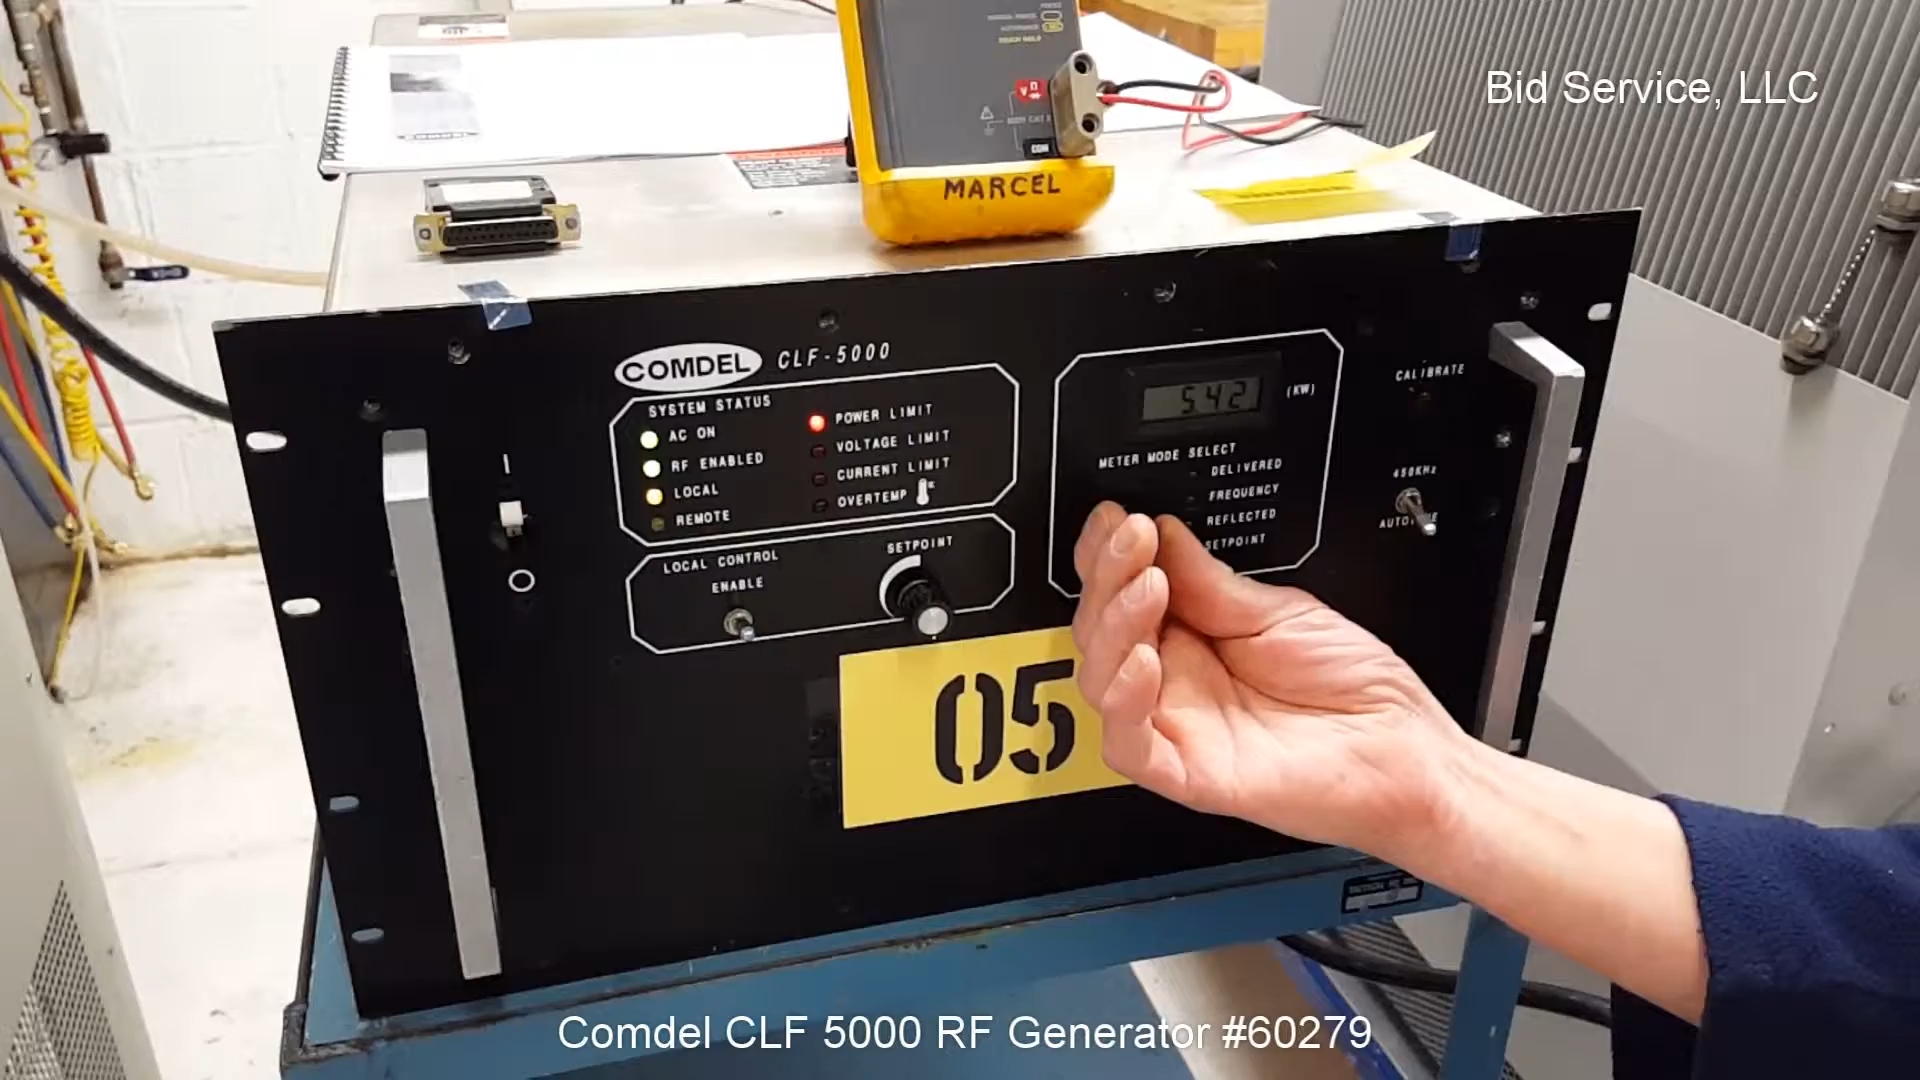 Bid Service, LLC
V Ω
COM
MARCEL
COMDEL CLF-5000
SYSTEM STATUS
AC ON
RF ENABLED
LOCAL
REMOTE
POWER LIMIT
VOLTAGE LIMIT
CURRENT LIMIT
OVERTEMP
LOCAL CONTROL
ENABLE
SETPOINT
5.42 (KW)
METER MODE SELECT
DELIVERED
FREQUENCY
REFLECTED
SETPOINT
CALIBRATE
450KHz
05
Comdel CLF 5000 RF Generator #60279